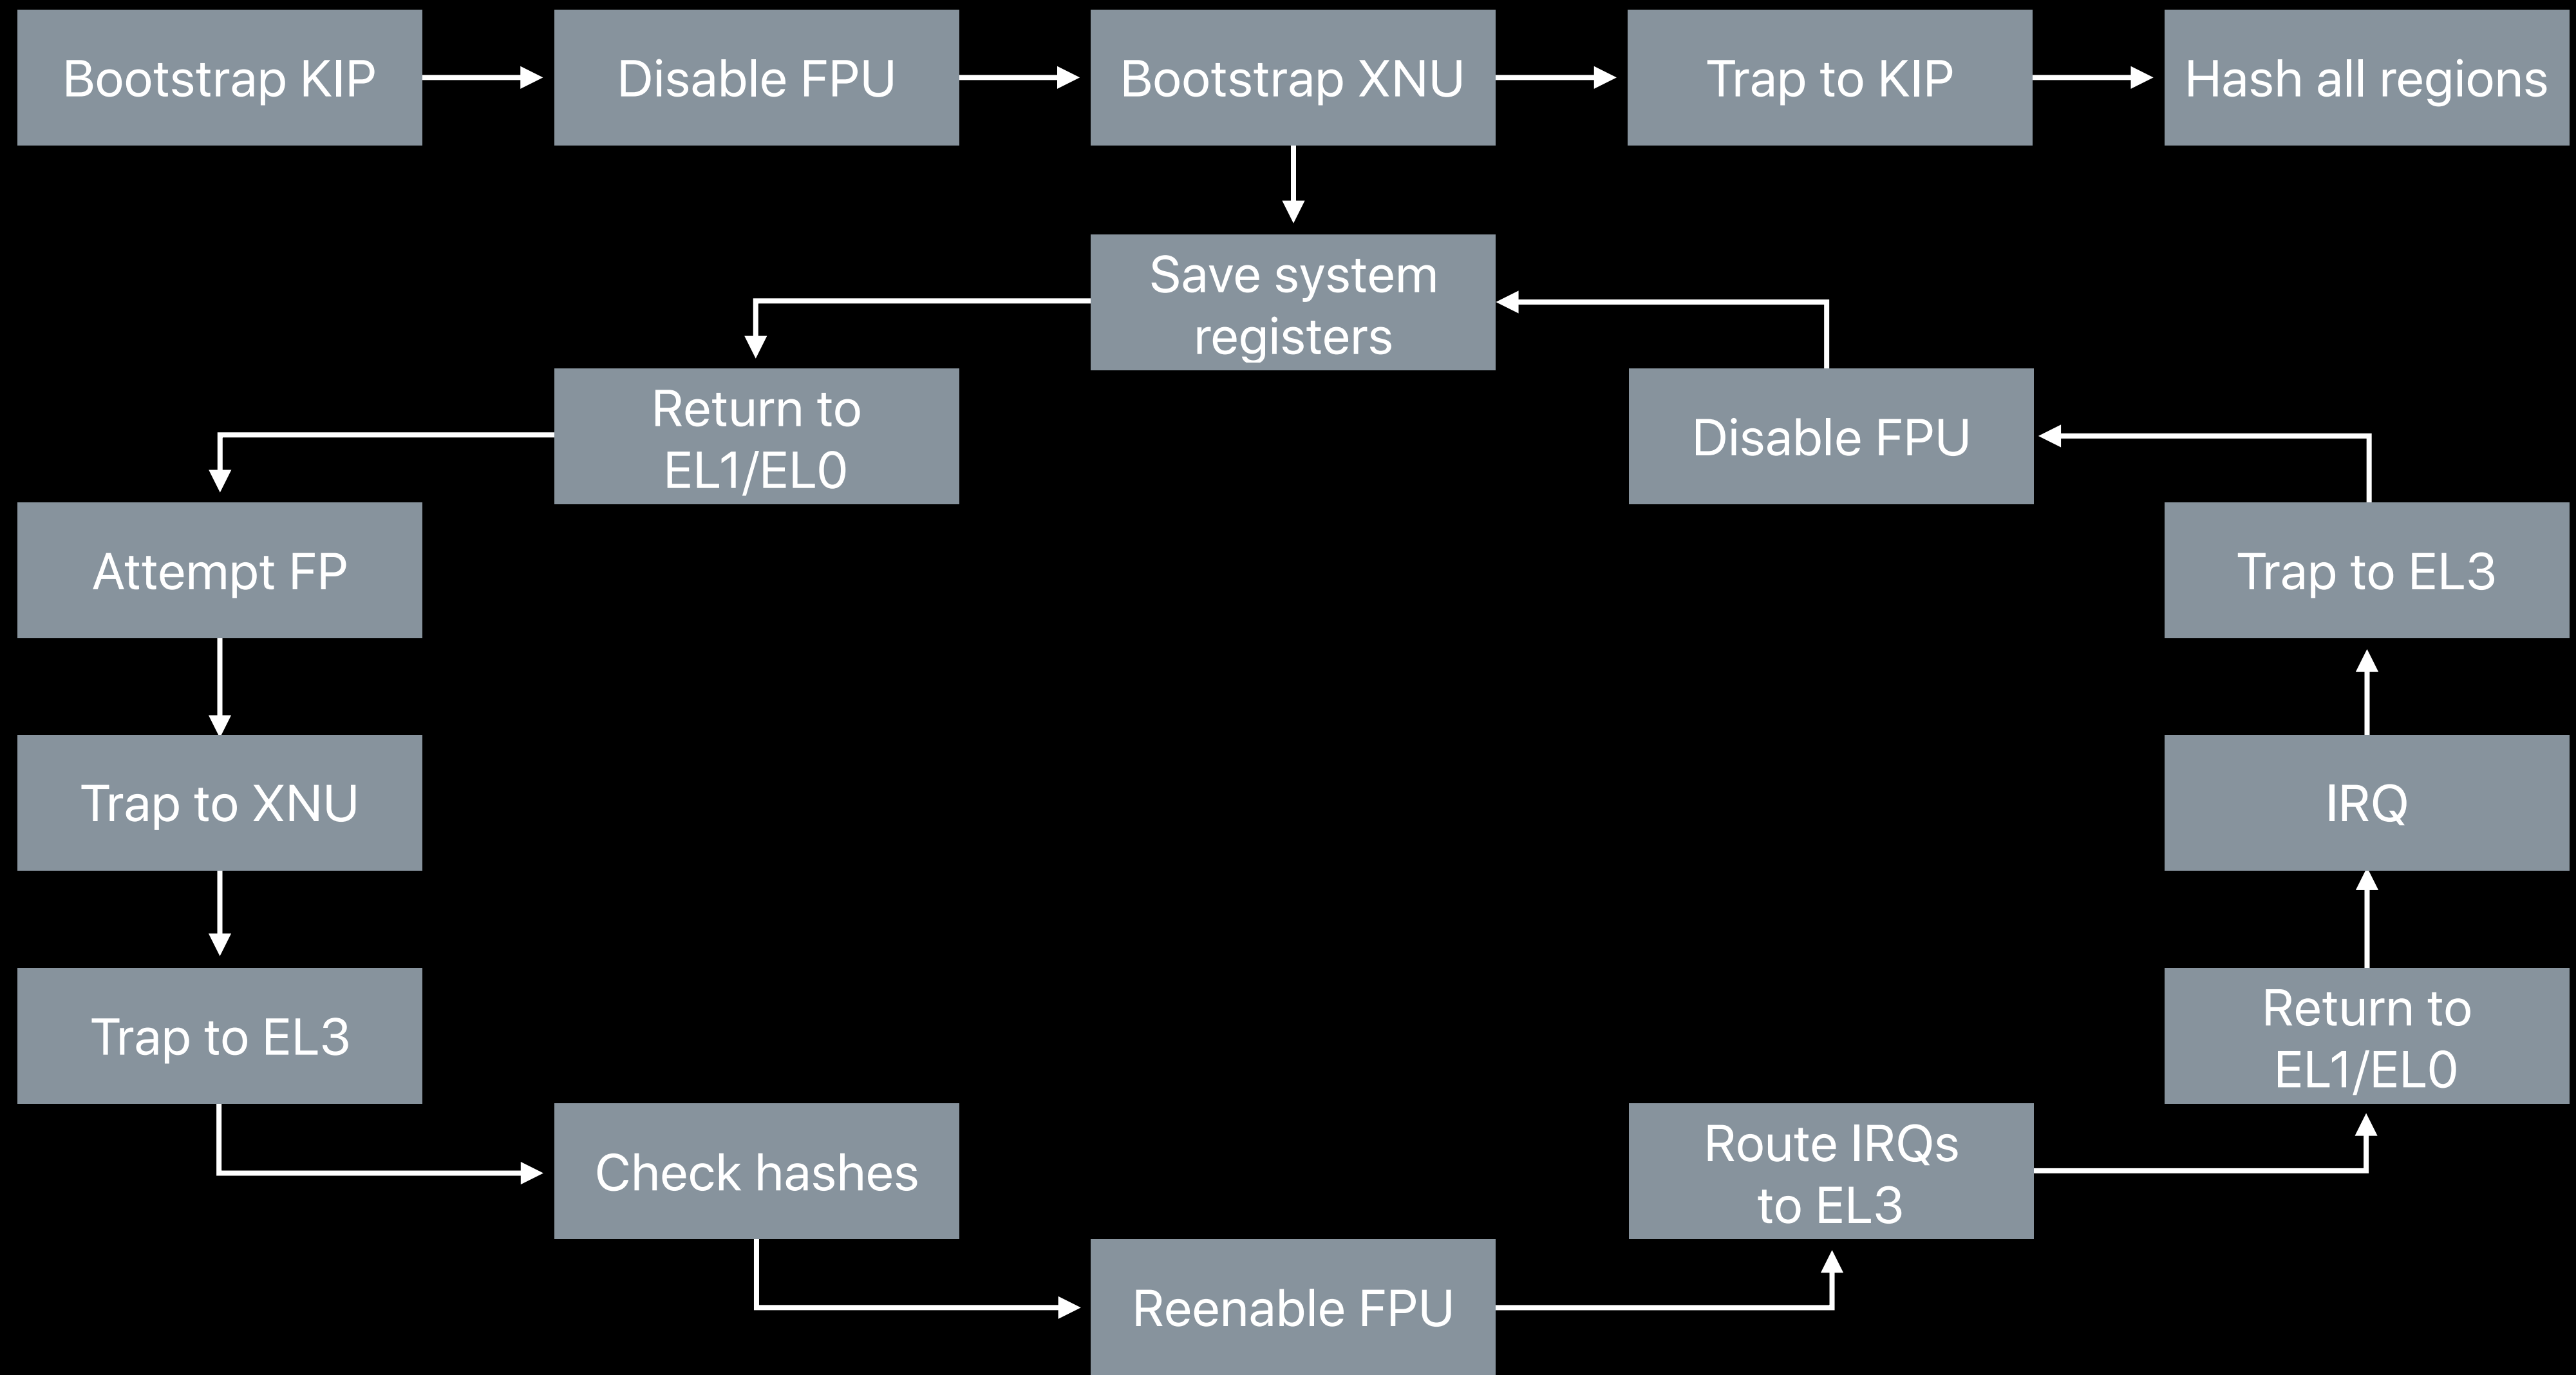 Bootstrap KIP
Disable FPU
Bootstrap XNU
Trap to KIP
Hash all regions
Save system
registers
Return to
EL1/EL0
Disable FPU
Attempt FP
Trap to EL3
Trap to XNU
IRQ
Trap to EL3
Return to
EL1/EL0
Check hashes
Route IRQs
to EL3
Reenable FPU